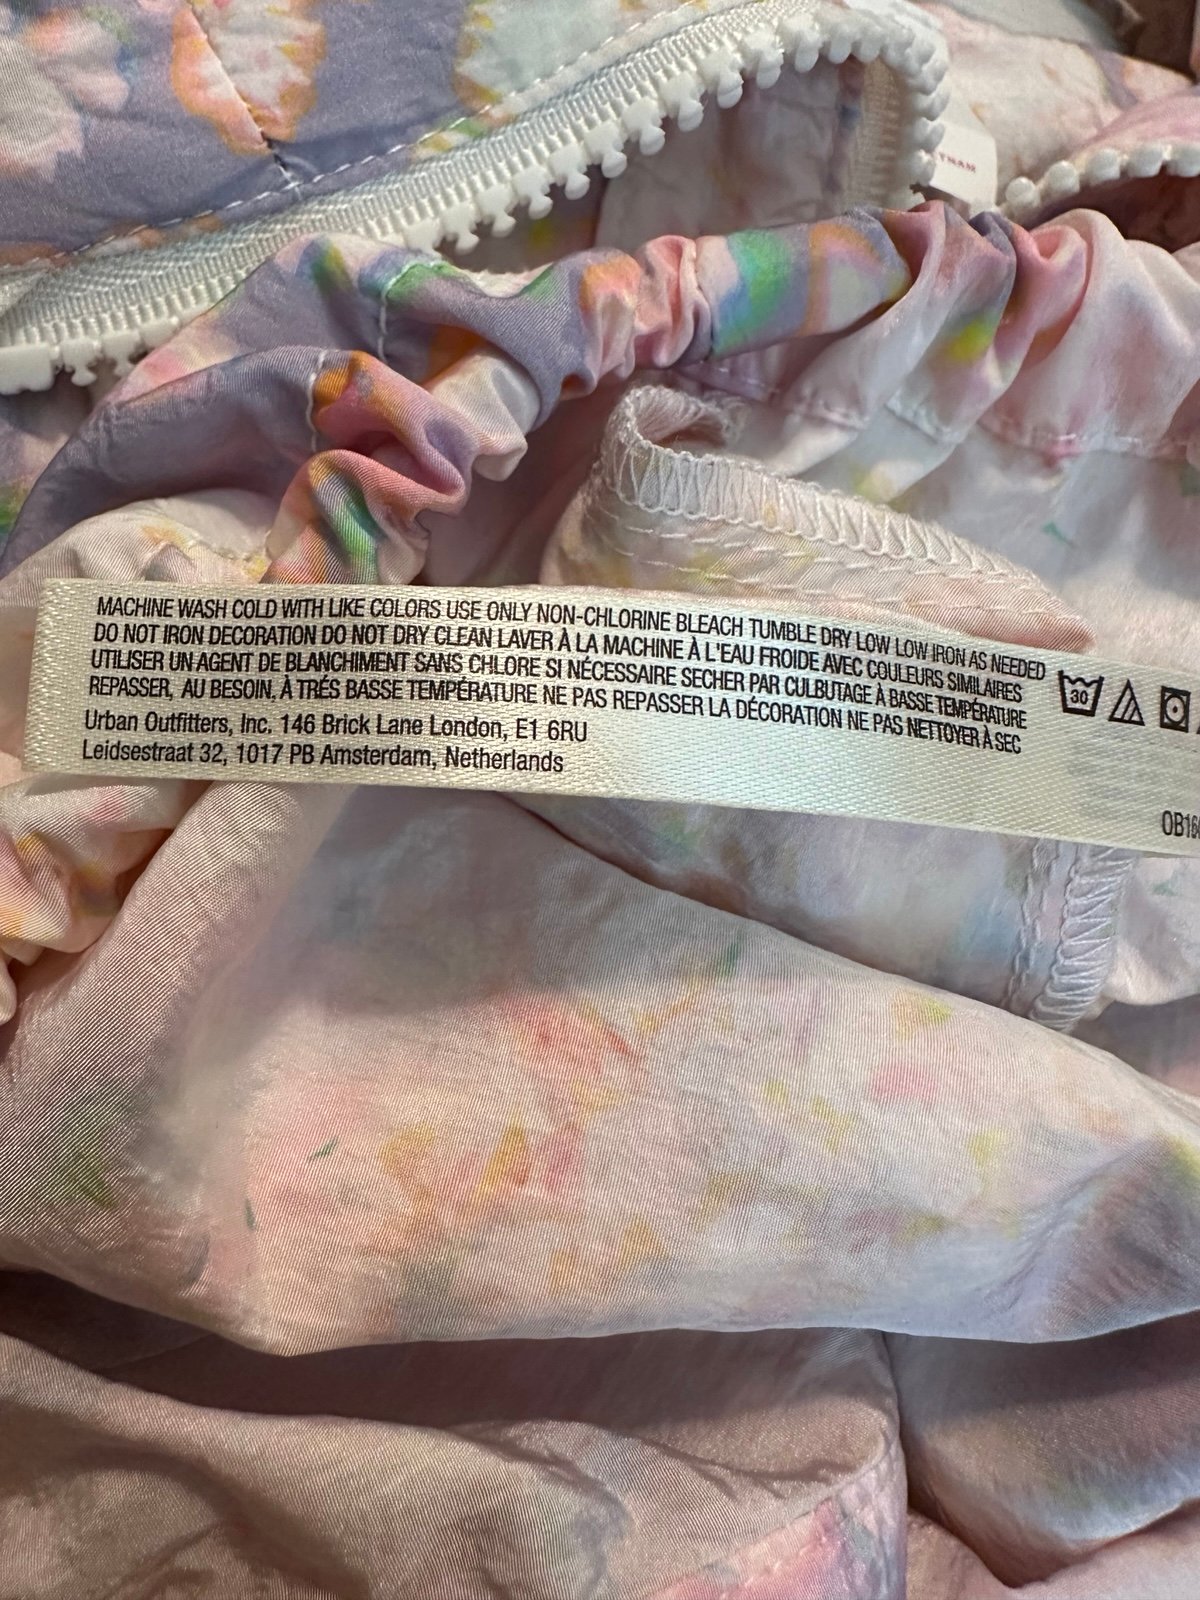 MACHINE WASH COLD WITH LIKE COLORS USE ONLY NON-CHLORINE BLEACH TUMBLE DRY LOW LOW IRON AS NEEDED
DO NOT IRON DECORATION DO NOT DRY CLEAN LAVER À LA MACHINE À L'EAU FROIDE AVEC COULEURS SIMILAIRES
UTILISER UN AGENT DE BLANCHIMENT SANS CHLORE SI NÉCESSAIRE SECHER PAR CULBUTAGE À BASSE TEMPÉRATURE
REPASSER, AU BESOIN, À TRÉS BASSE TEMPÉRATURE NE PAS REPASSER LA DÉCORATION NE PAS NETTOYER À SEC
Urban Outfitters, Inc. 146 Brick Lane London, E1 6RU
Leidsestraat 32, 1017 PB Amsterdam, Netherlands
30